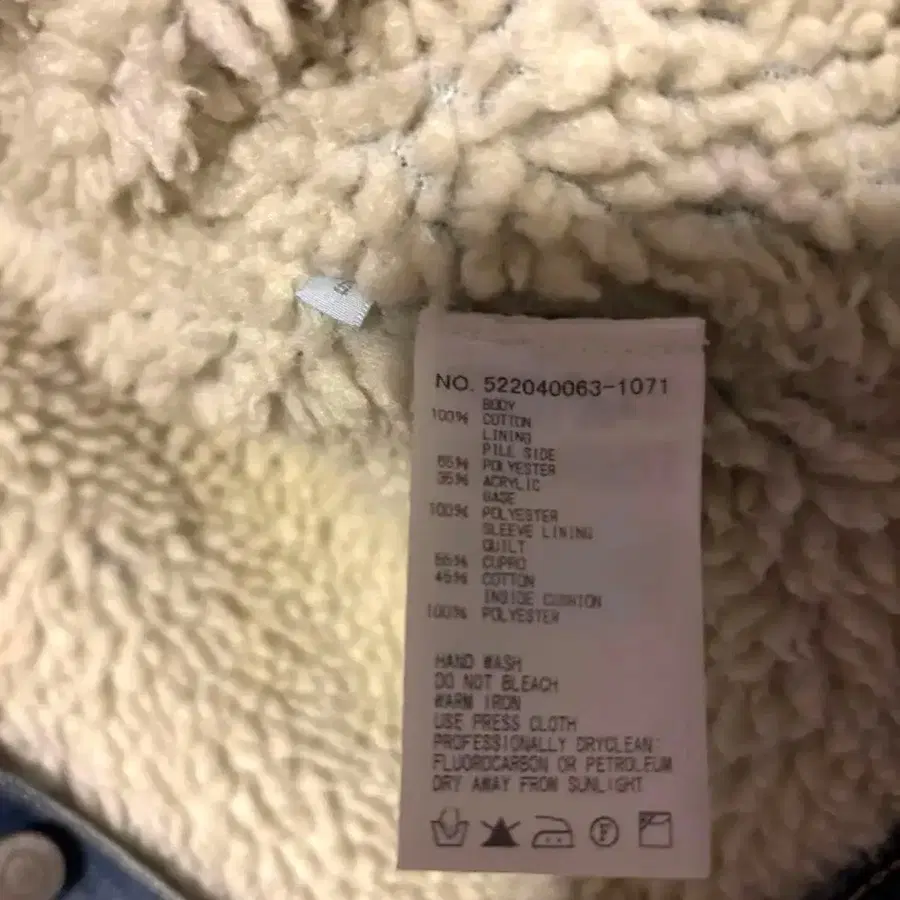 NO. 522040063-1071
BODY
100% COTTON
LINING
PILE SIDE
65% POLYESTER
35% ACRYLIC
BASE
100% POLYESTER
SLEEVE LINING
QUILT
55% CUPRO
45% COTTON
INSIDE CUSHION
100% POLYESTER
HAND WASH
DO NOT BLEACH
WARM IRON
USE PRESS CLOTH
PROFESSIONALLY DRYCLEAN:
FLUOROCARBON OR PETROLEUM
DRY AWAY FROM SUNLIGHT
F